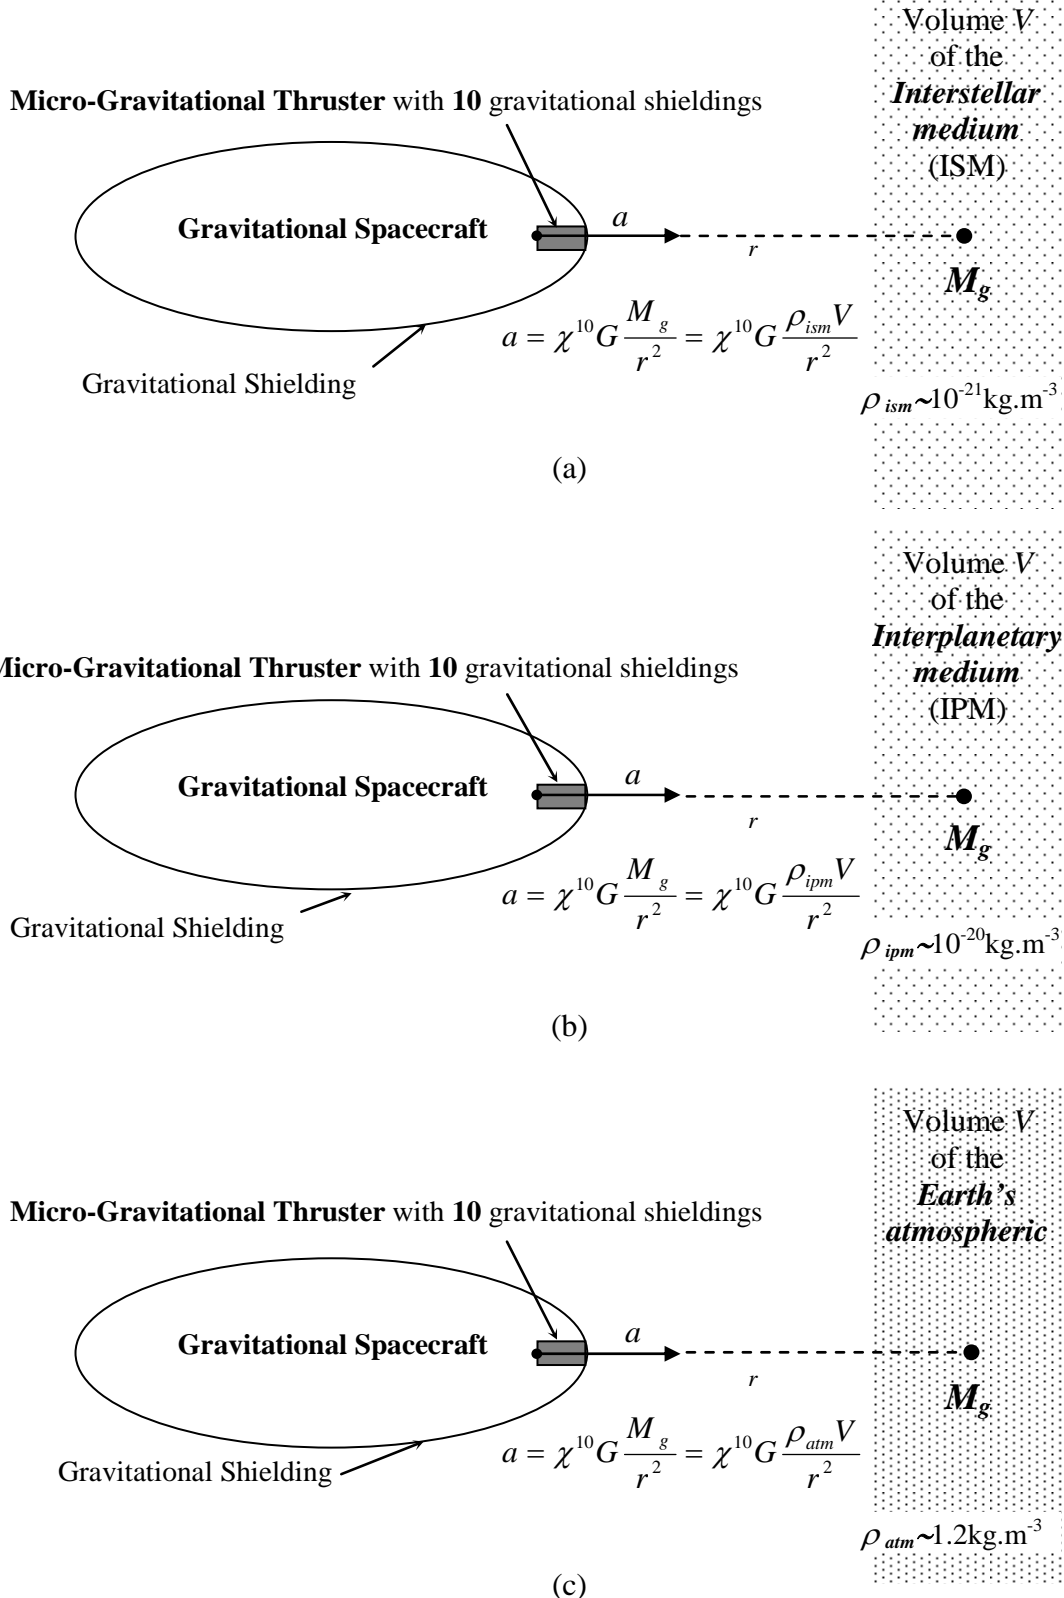 Volume V
of the
Interstellar
medium
(ISM)
Micro-Gravitational Thruster with 10 gravitational shieldings
Gravitational Spacecraft
a
r
M_g
a = χ^10 G M_g / r^2 = χ^10 G ρ_ism V / r^2
Gravitational Shielding
ρ_ism ~10^-21 kg.m^-3
(a)
Volume V
of the
Interplanetary
medium
(IPM)
Micro-Gravitational Thruster with 10 gravitational shieldings
Gravitational Spacecraft
a
r
M_g
a = χ^10 G M_g / r^2 = χ^10 G ρ_ipm V / r^2
Gravitational Shielding
ρ_ipm ~10^-20 kg.m^-3
(b)
Volume V
of the
Earth's
atmospheric
Micro-Gravitational Thruster with 10 gravitational shieldings
Gravitational Spacecraft
a
r
M_g
a = χ^10 G M_g / r^2 = χ^10 G ρ_atm V / r^2
Gravitational Shielding
ρ_atm ~1.2kg.m^-3
(c)